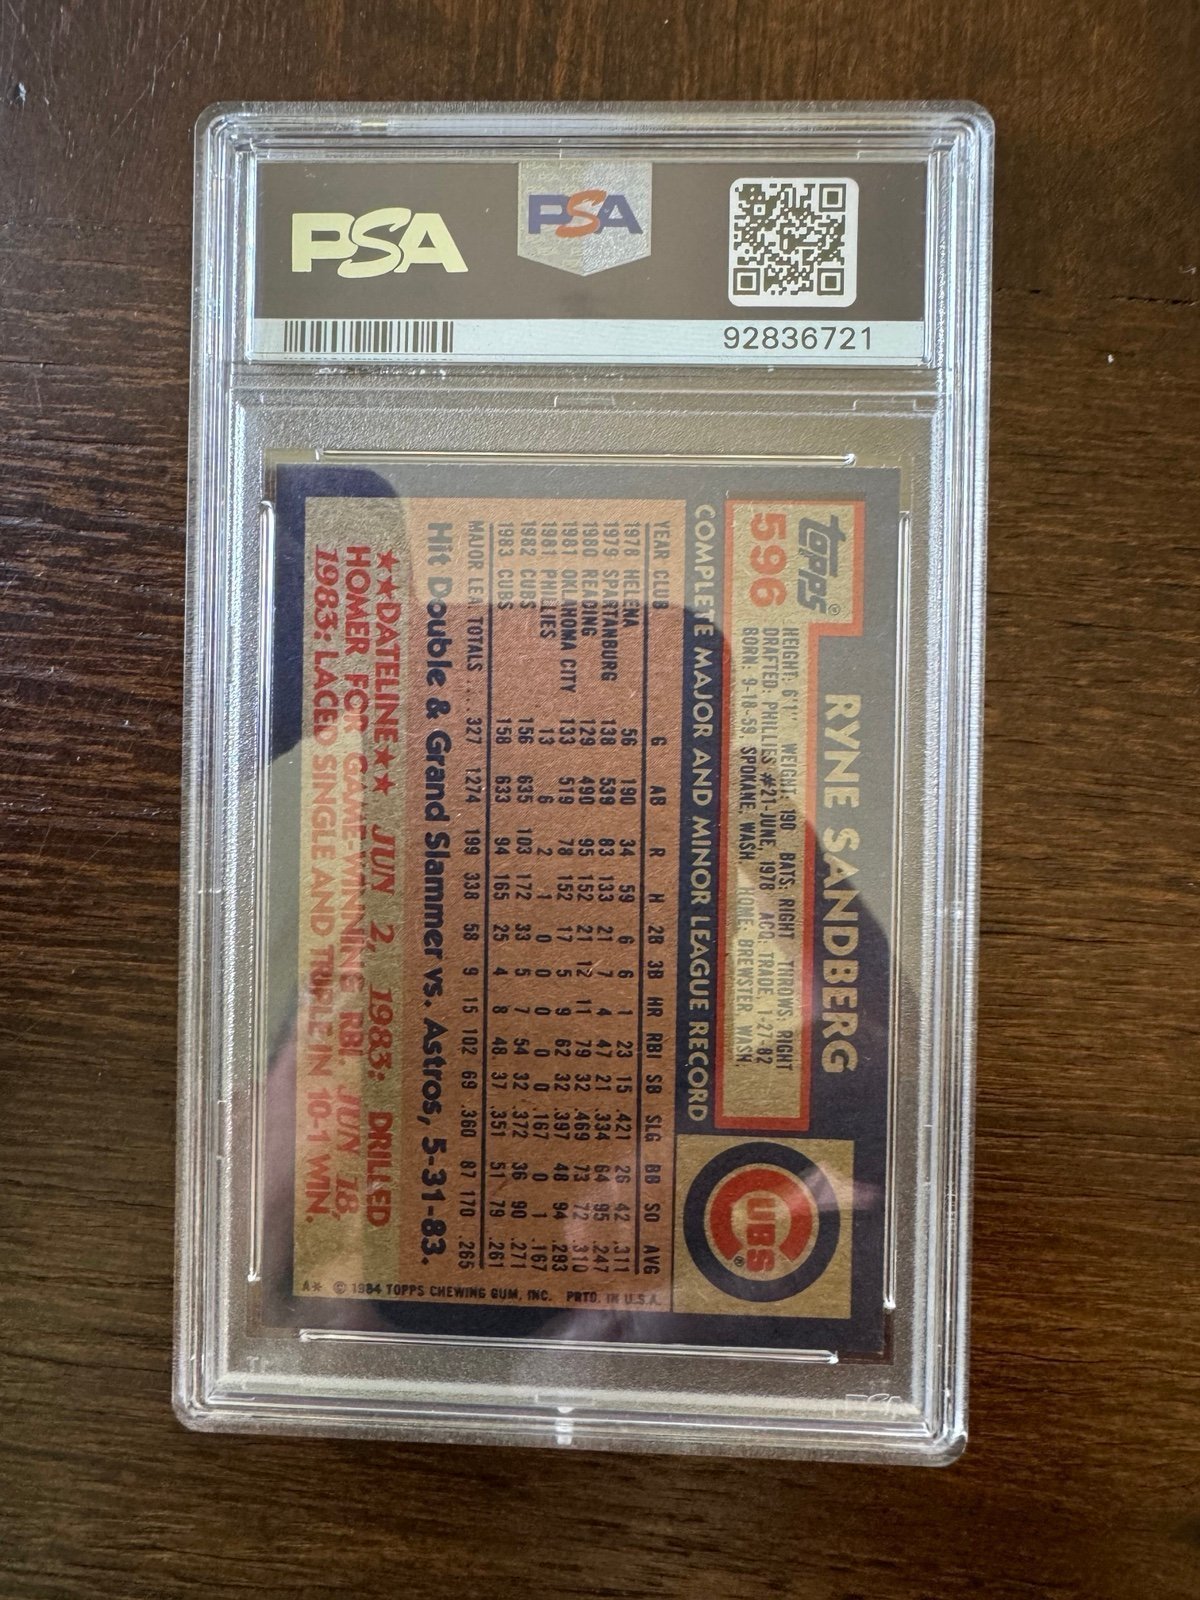 PSA
PSA
92836721
topps®
596
RYNE SANDBERG
HEIGHT: 6'1" WEIGHT: 190 BATS: RIGHT THROWS: RIGHT
DRAFTED: PHILLIES #21-JUNE, 1978 ACQ: TRADE 1-27-82
BORN: 9-18-59, SPOKANE, WASH. HOME: BREWSTER, WASH.
CUBS®
COMPLETE MAJOR AND MINOR LEAGUE RECORD
YEAR CLUB G AB R H 2B 3B HR RBI SB SLG BB SO AVG
1978 HELENA 56 190 34 59 6 6 1 23 15 .421 26 42 .311
1979 SPARTANBURG 138 539 83 133 21 7 4 47 21 .334 64 95 .247
1980 READING 129 490 95 152 21 12 11 79 32 .469 73 72 .310
1981 OKLAHOMA CITY 133 519 78 152 17 5 9 62 32 .397 48 94 .293
1981 PHILLIES 13 6 2 1 0 0 0 0 0 .167 0 1 .167
1982 CUBS 156 635 103 172 33 5 7 54 32 .372 36 90 .271
1983 CUBS 158 633 94 165 25 4 8 48 37 .351 51 79 .261
MAJOR LEA. TOTALS ... 327 1274 199 338 58 9 15 102 69 .360 87 170 .265
Hit Double & Grand Slammer vs. Astros, 5-31-83.
★★DATELINE★★ JUN 2, 1983: DRILLED
HOMER FOR GAME-WINNING RBI. JUN 18,
1983: LACED SINGLE AND TRIPLE IN 10-1 WIN.
A* © 1984 TOPPS CHEWING GUM, INC. PRTD. IN U.S.A.